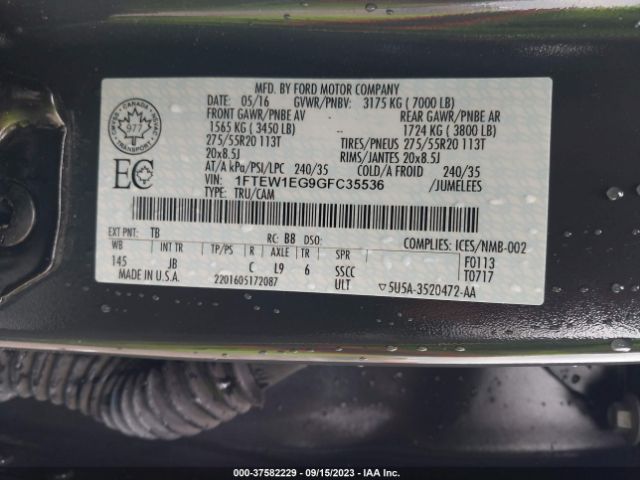 MFD. BY FORD MOTOR COMPANY
DATE: 05/16 GVWR/PNBV: 3175 KG ( 7000 LB)
FRONT GAWR/PNBE AV REAR GAWR/PNBE AR
1565 KG ( 3450 LB) 1724 KG ( 3800 LB)
275/55R20 113T TIRES/PNEUS 275/55R20 113T
20x8.5J RIMS/JANTES 20x8.5J
AT/A kPa/PSI/LPC 240/35 COLD/A FROID 240/35
VIN: 1FTEW1EG9GFC35536 /JUMELEES
TYPE: TRU/CAM
CANADA
977
EC
EXT PNT: TB RC: B8 DSO: COMPLIES: ICES/NMB-002
WB INT TR TP/PS R AXLE TR SPR F0113
145 JB C L9 6 SSCC T0717
MADE IN U.S.A. 2201605172087 ULT 5U5A-3520472-AA
000-37582229 - 09/15/2023 - IAA Inc.